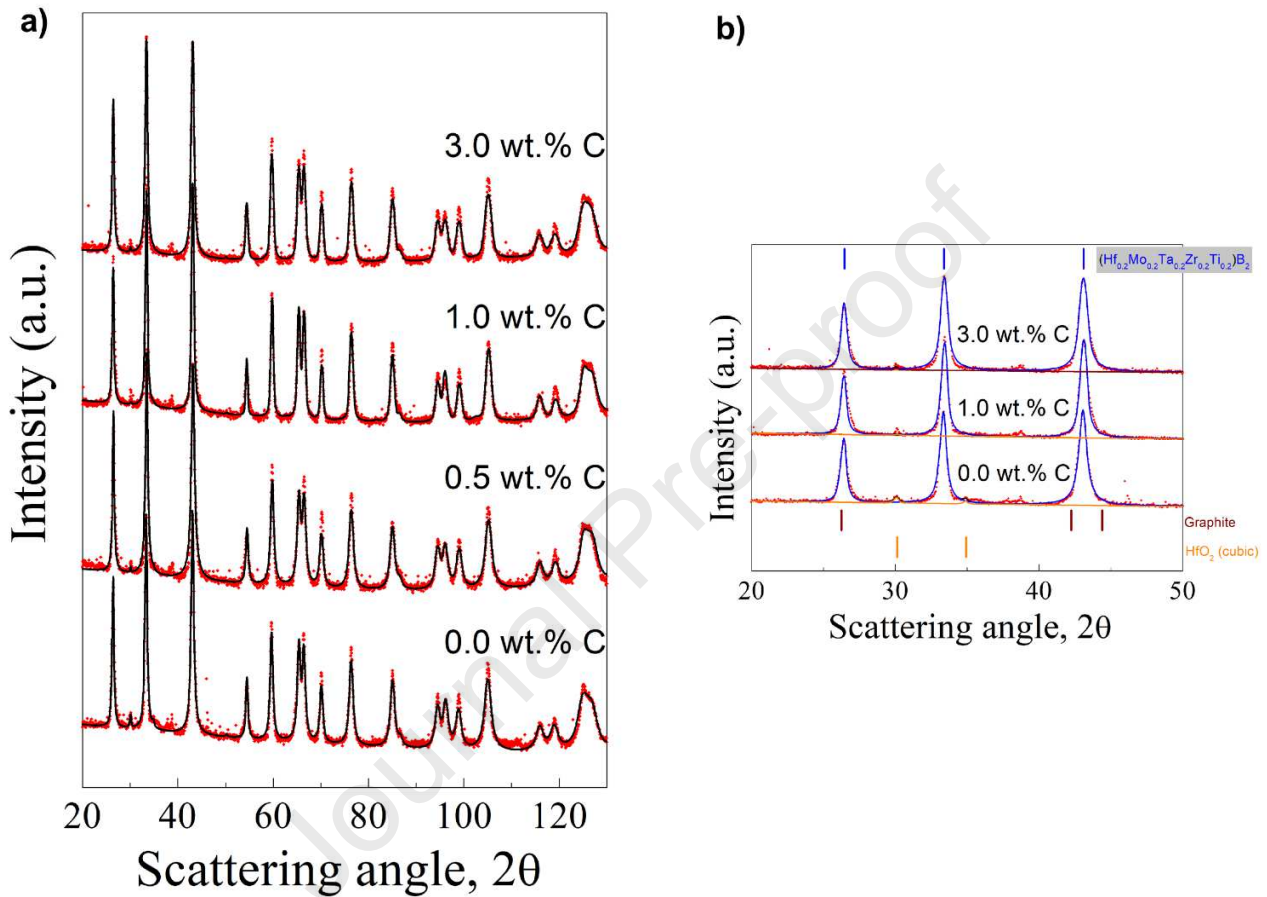 a)
3.0 wt.% C
1.0 wt.% C
0.5 wt.% C
0.0 wt.% C
Intensity (a.u.)
20 40 60 80 100 120
Scattering angle, 2θ
b)
(Hf0.2Mo0.2Ta0.2Zr0.2Ti0.2)B2
3.0 wt.% C
1.0 wt.% C
0.0 wt.% C
Graphite
HfO2 (cubic)
Intensity (a.u.)
20 30 40 50
Scattering angle, 2θ
Journal Pre-proof